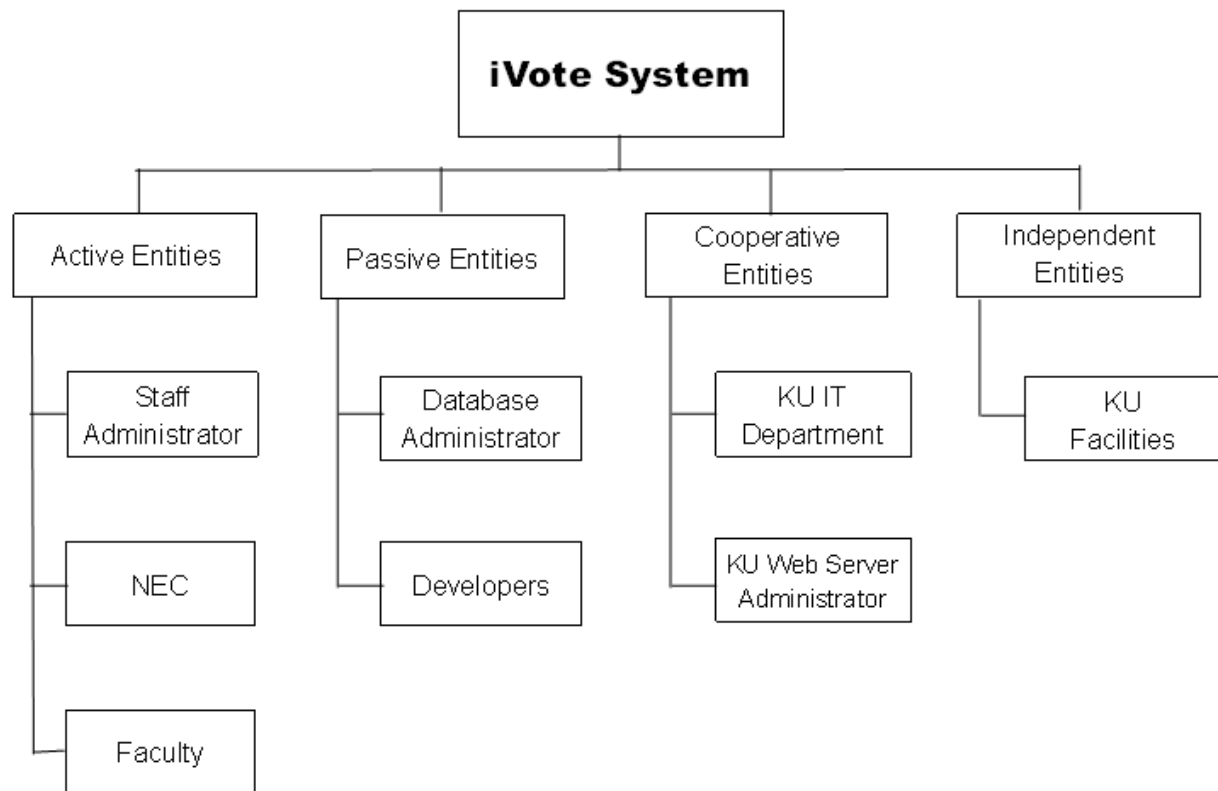 iVote System
Active Entities
Passive Entities
Cooperative
Entities
Independent
Entities
Staff
Administrator
Database
Administrator
KU IT
Department
KU
Facilities
NEC
Developers
KU Web Server
Administrator
Faculty